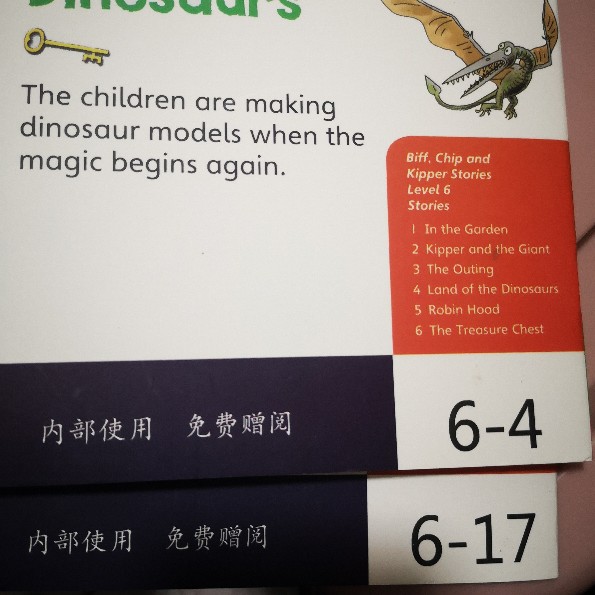 Dinosaurs
The children are making
dinosaur models when the
magic begins again.
Biff, Chip and
Kipper Stories
Level 6
Stories
1 In the Garden
2 Kipper and the Giant
3 The Outing
4 Land of the Dinosaurs
5 Robin Hood
6 The Treasure Chest
内部使用 免费赠阅
6-4
内部使用 免费赠阅
6-17